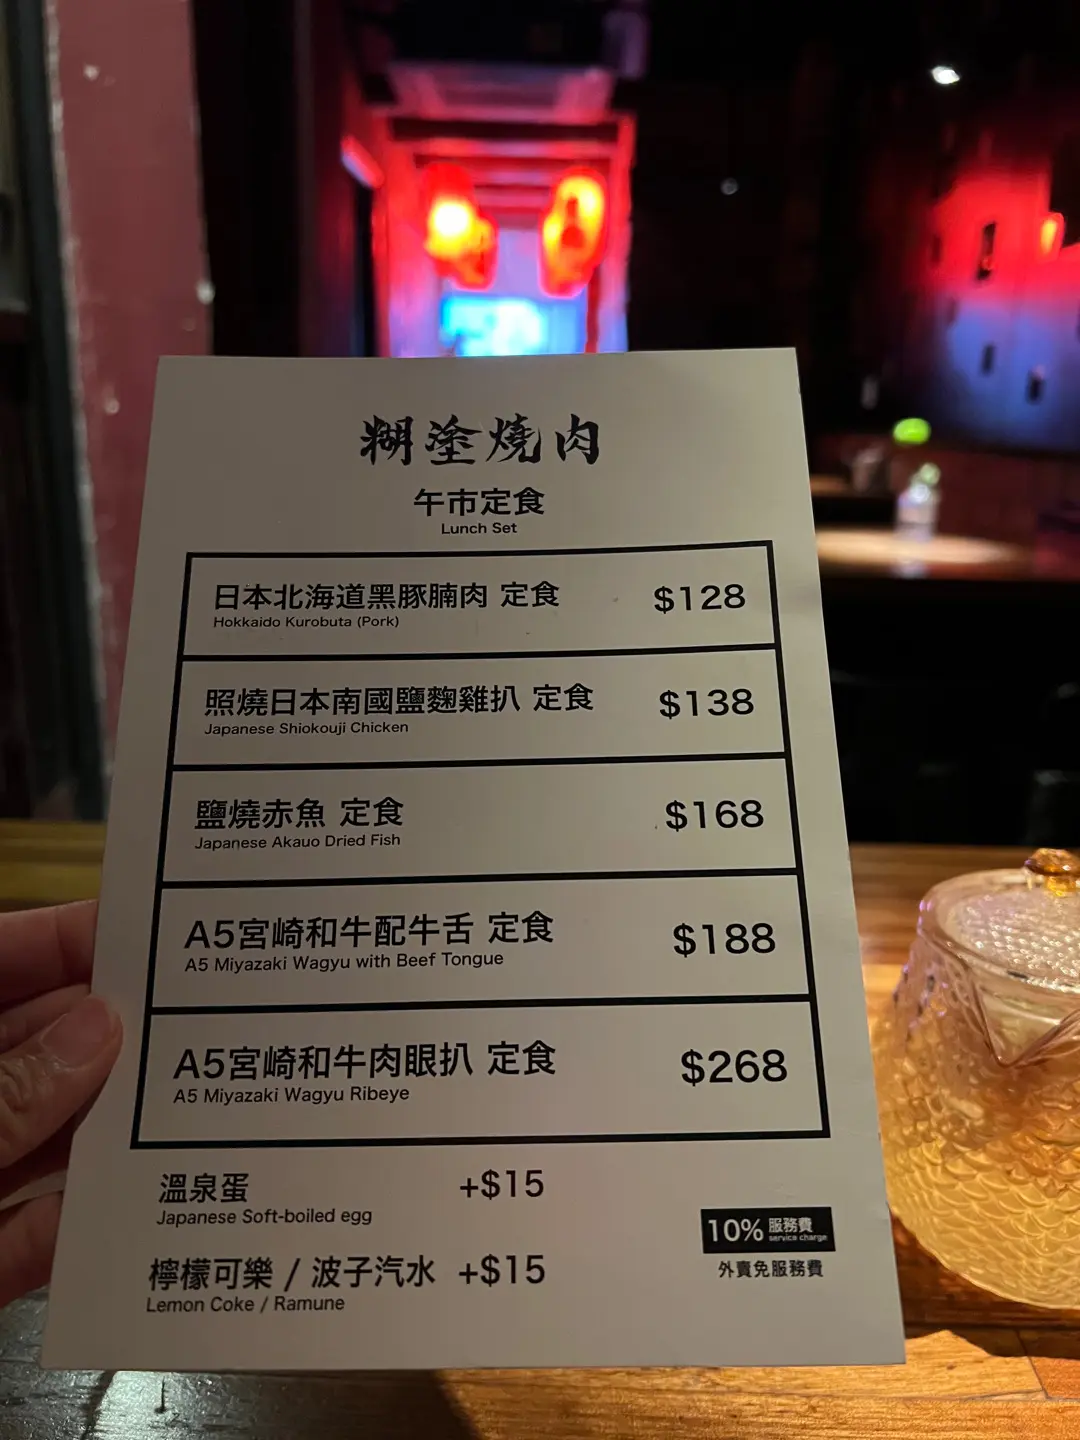 糊塗燒肉
午市定食
Lunch Set
日本北海道黑豚腩肉 定食 $128
Hokkaido Kurobuta (Pork)
照燒日本南國鹽麴雞扒 定食 $138
Japanese Shiokouji Chicken
鹽燒赤魚 定食 $168
Japanese Akauo Dried Fish
A5宮崎和牛配牛舌 定食 $188
A5 Miyazaki Wagyu with Beef Tongue
A5宮崎和牛肉眼扒 定食 $268
A5 Miyazaki Wagyu Ribeye
溫泉蛋 +$15
Japanese Soft-boiled egg
檸檬可樂 / 波子汽水 +$15
Lemon Coke / Ramune
10% 服務費
service charge
外賣免服務費